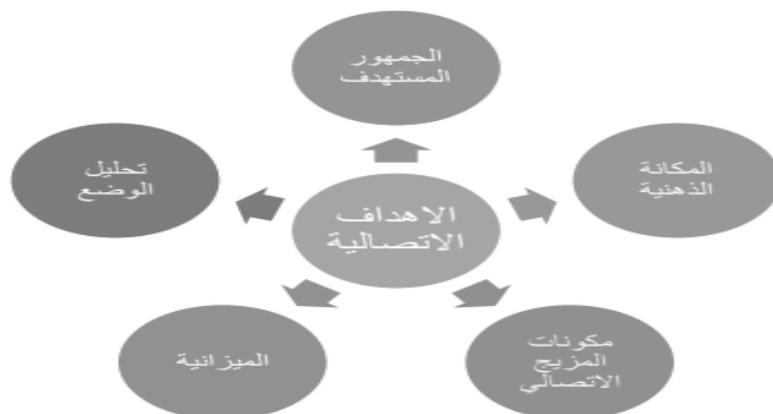 الجمهور
المستهدف
المكانة
الذهنية
تحليل
الوضع
الاهداف
الاتصالية
مكونات
المزيج
الاتصالي
الميزانية